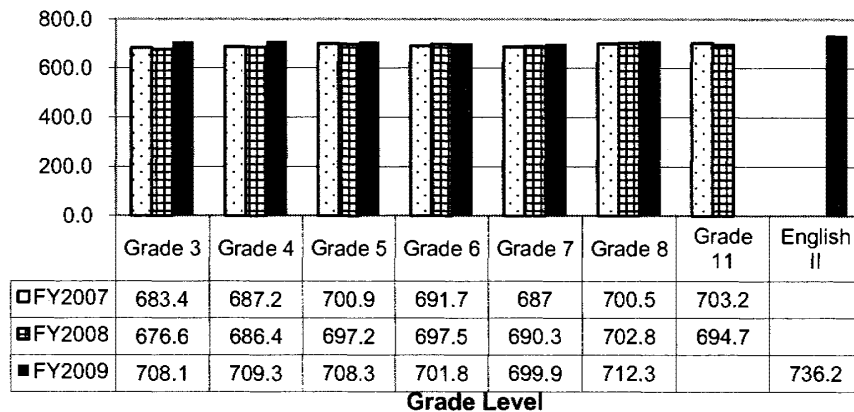 800.0
600.0
400.0
200.0
0.0
Grade 3 Grade 4 Grade 5 Grade 6 Grade 7 Grade 8 Grade 11 English II
FY2007 683.4 687.2 700.9 691.7 687 700.5 703.2
FY2008 676.6 686.4 697.2 697.5 690.3 702.8 694.7
FY2009 708.1 709.3 708.3 701.8 699.9 712.3 736.2
Grade Level